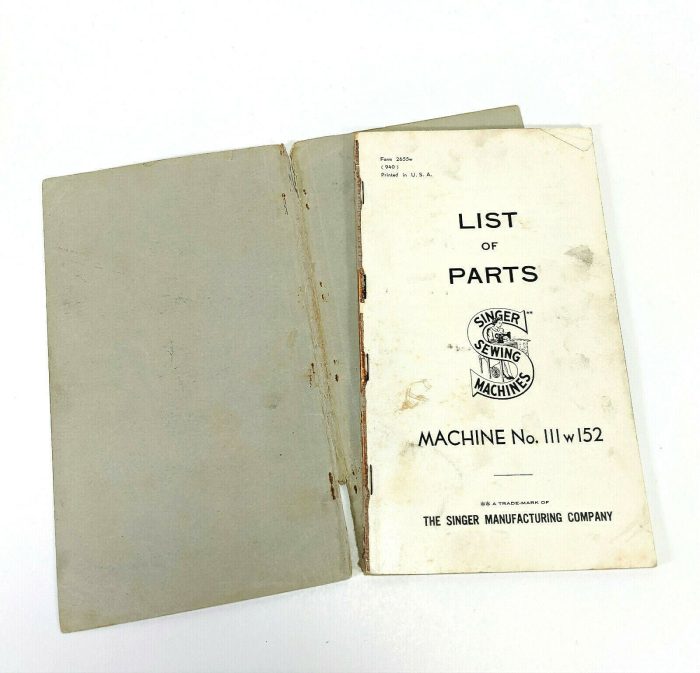 Form 2655w
(940)
Printed in U. S. A.
LIST
OF
PARTS
SINGER
SEWING
MACHINES
MACHINE No. 111w152
A TRADE-MARK OF
THE SINGER MANUFACTURING COMPANY